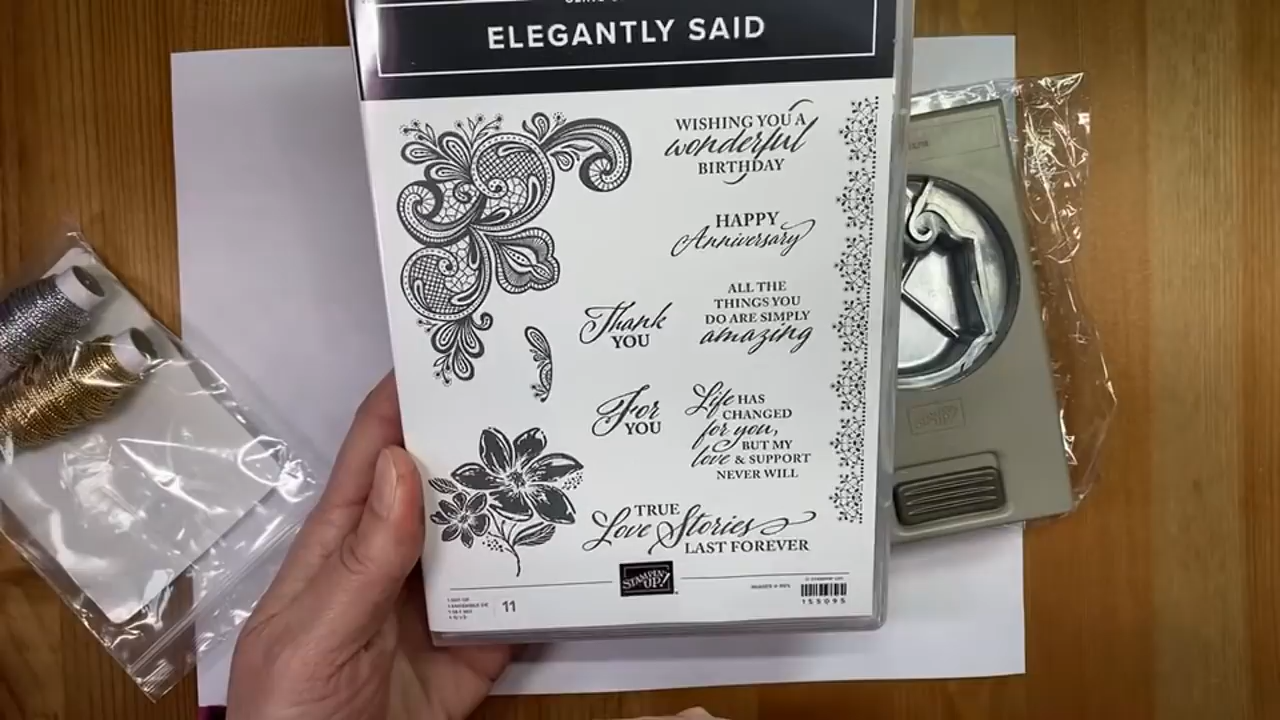 ELEGANTLY SAID
WISHING YOU A
wonderful
BIRTHDAY
HAPPY
Anniversary
ALL THE
THINGS YOU
DO ARE SIMPLY
amazing
Thank
YOU
For
YOU
Life HAS
CHANGED
for you,
BUT MY
love & SUPPORT
NEVER WILL
TRUE
Love Stories
LAST FOREVER
STAMPIN' UP!
11
155095